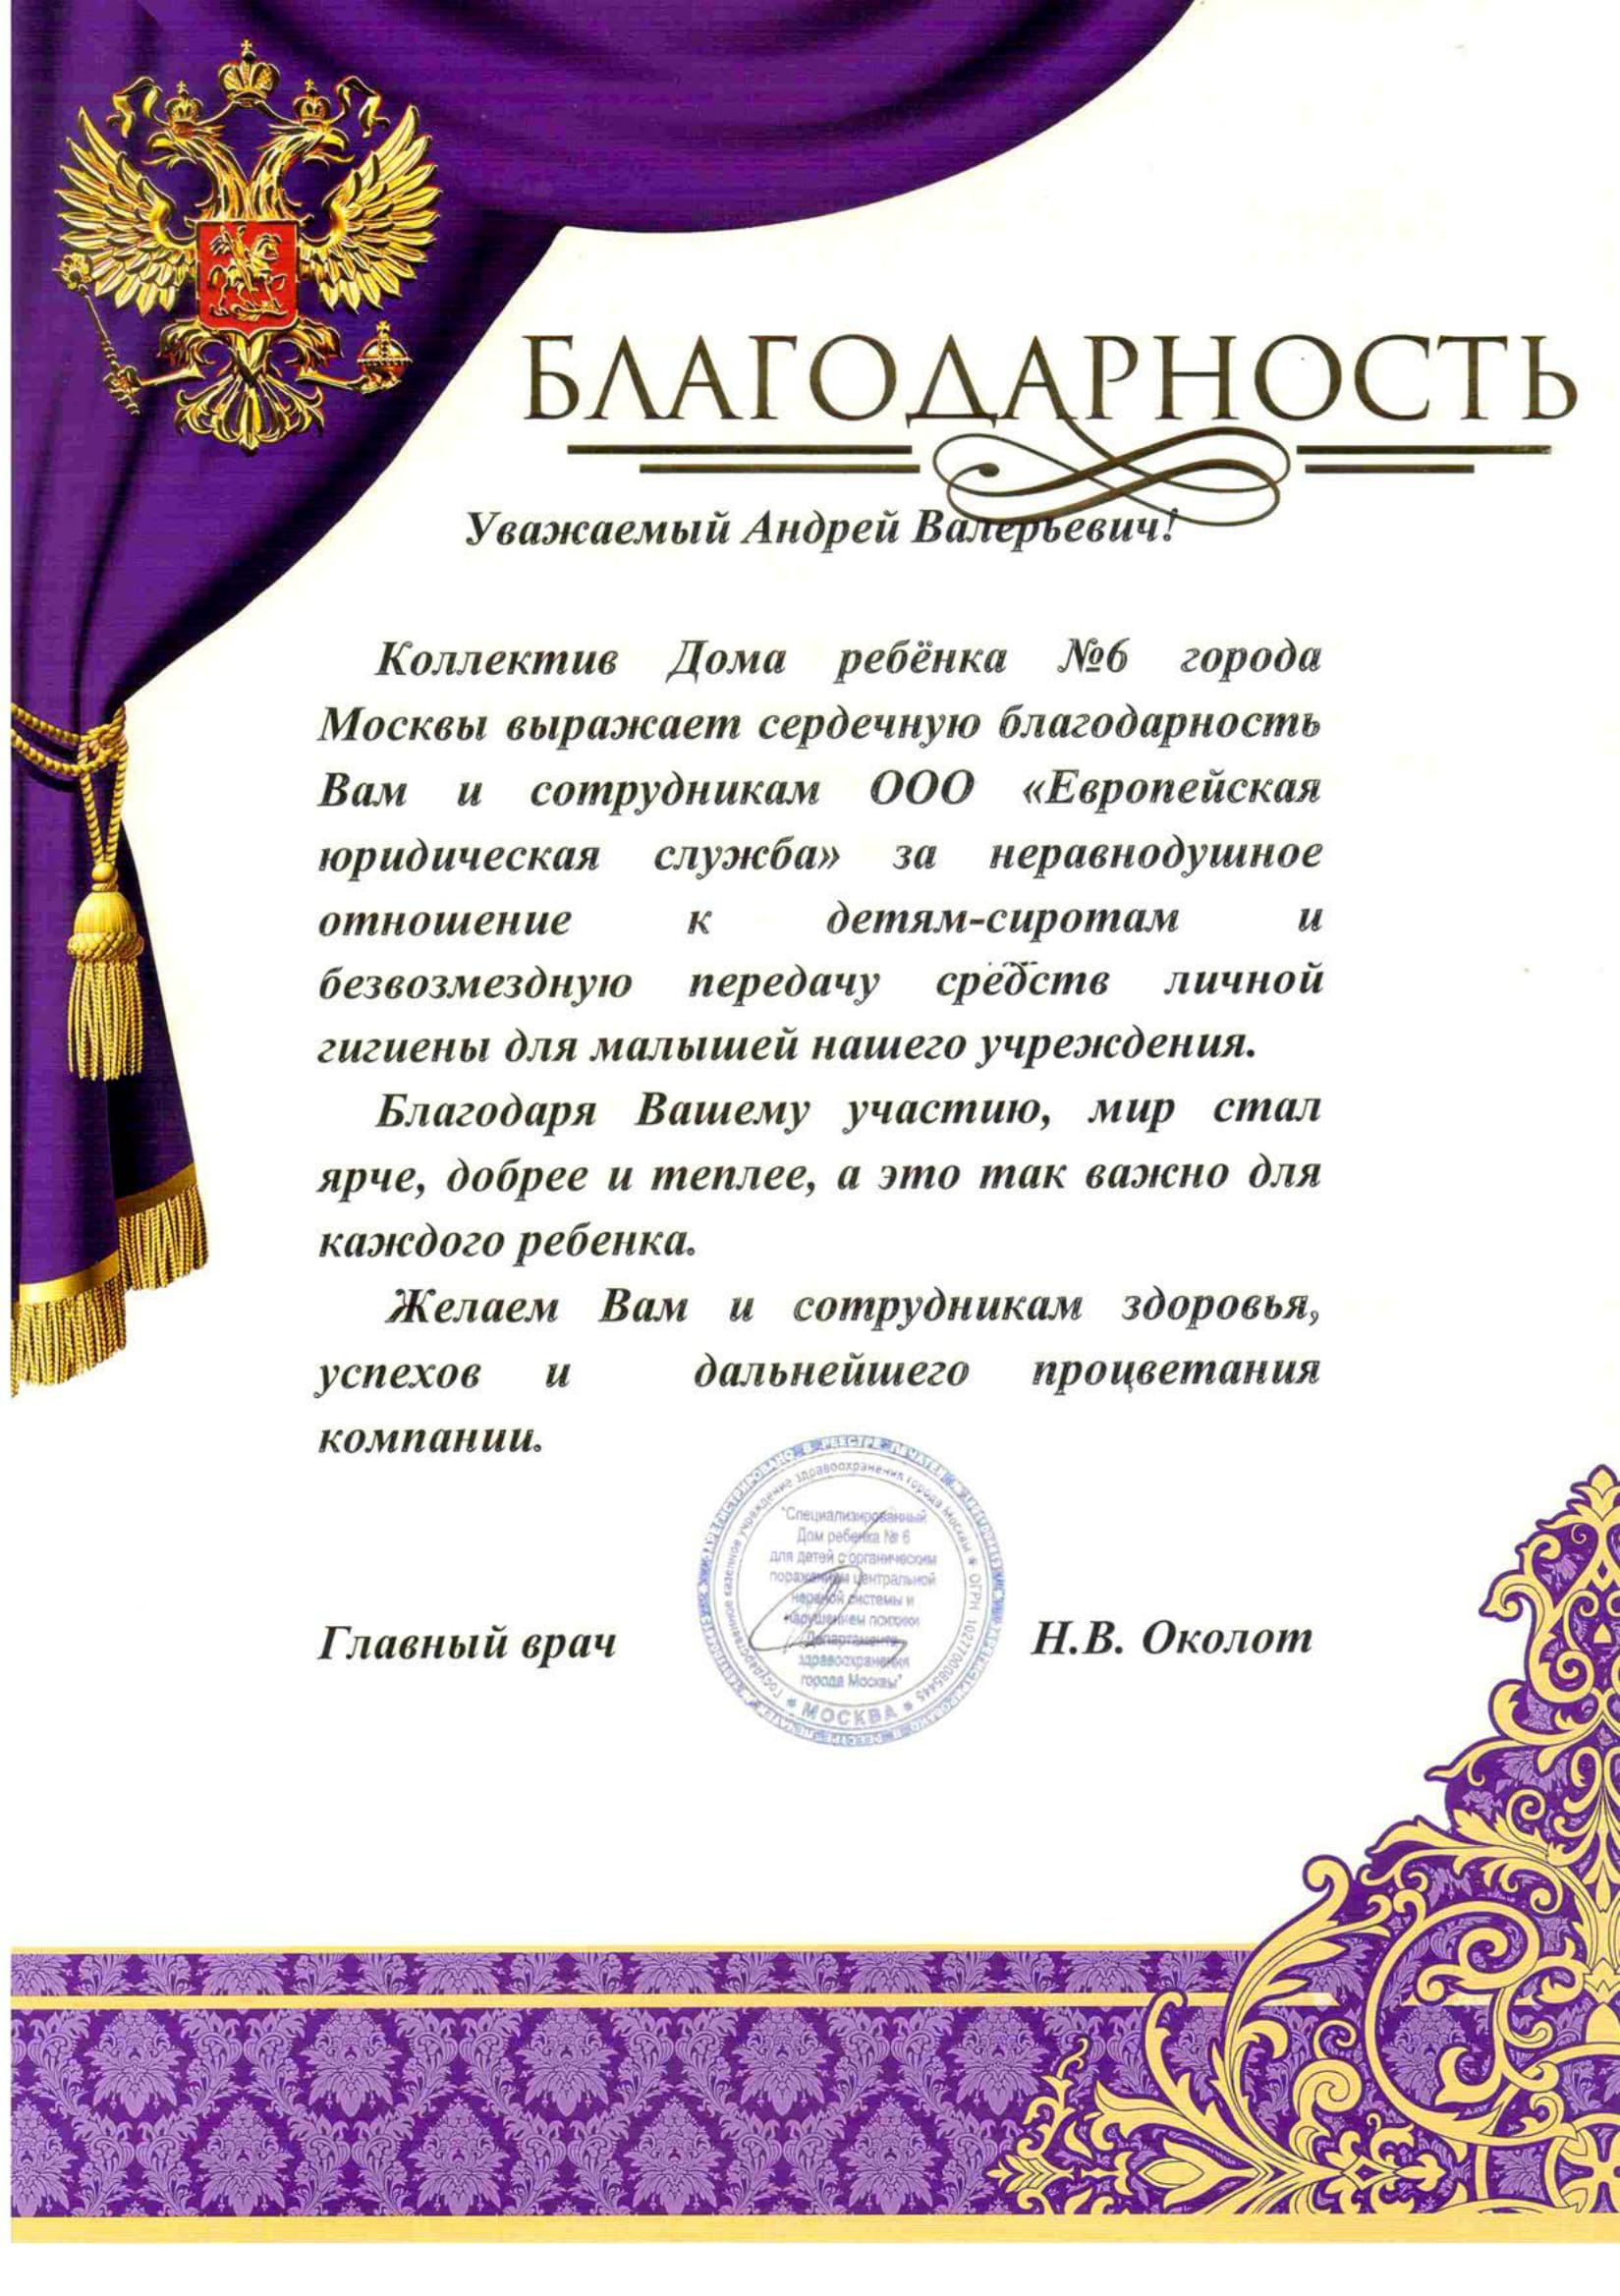 БЛАГОДАРНОСТЬ
Уважаемый Андрей Валерьевич!
Коллектив Дома ребёнка №6 города
Москвы выражает сердечную благодарность
Вам и сотрудникам ООО «Европейская
юридическая служба» за неравнодушное
отношение к детям-сиротам и
безвозмездную передачу средств личной
гигиены для малышей нашего учреждения.
Благодаря Вашему участию, мир стал
ярче, добрее и теплее, а это так важно для
каждого ребенка.
Желаем Вам и сотрудникам здоровья,
успехов и дальнейшего процветания
компании.
Главный врач
Н.В. Околот
Государственное казенное учреждение здравоохранения города Москвы * ОГРН 1027700065445
"Специализированный
Дом ребенка № 6
для детей с органическим
поражением центральной
нервной системы и
нарушением психики
Департамента
здравоохранения
города Москвы"
* МОСКВА *